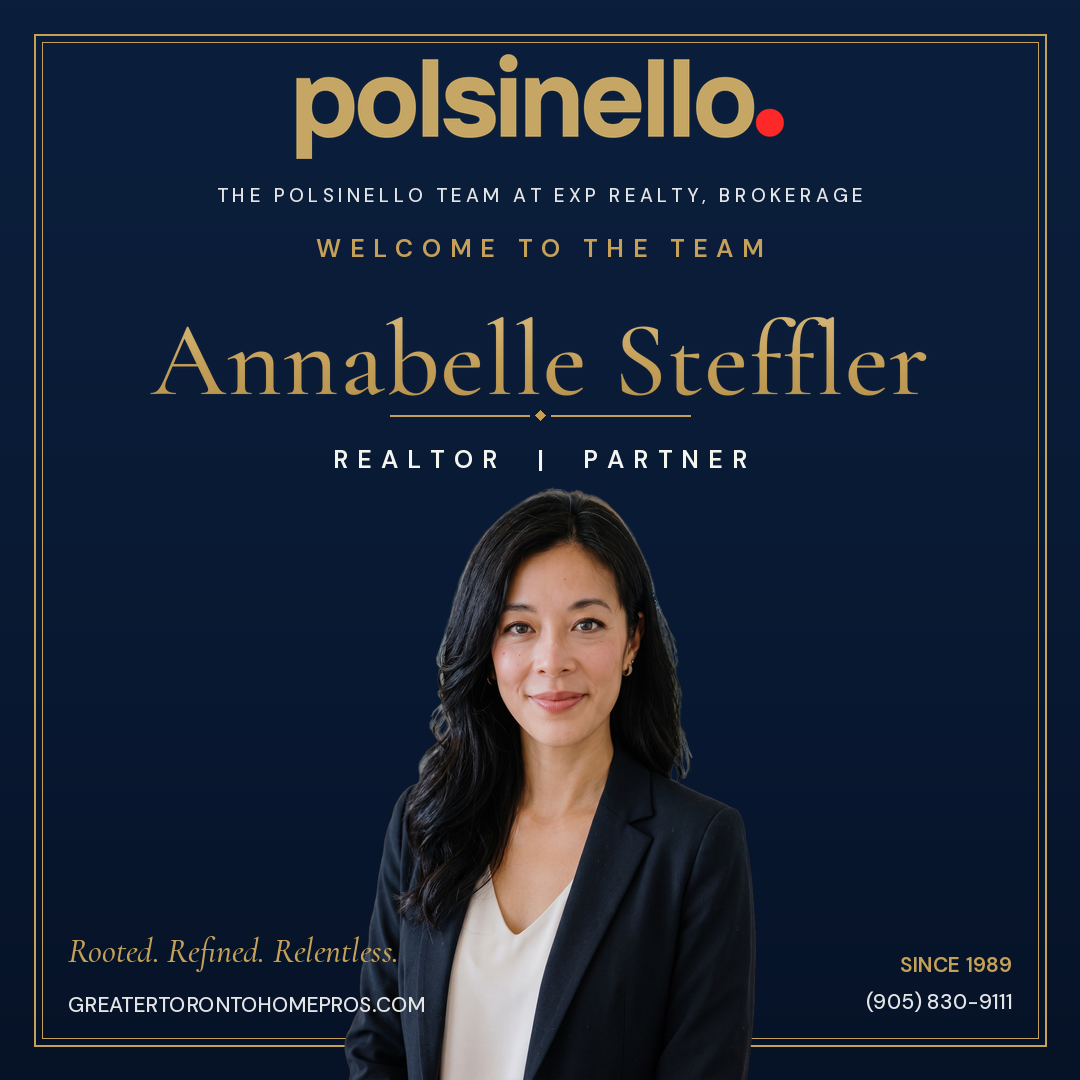 polsinello.
THE POLSINELLO TEAM AT EXP REALTY, BROKERAGE
WELCOME TO THE TEAM
Annabelle Steffler
REALTOR | PARTNER
Rooted. Refined. Relentless.
GREATERTORONTOHOMEPROS.COM
SINCE 1989
(905) 830-9111